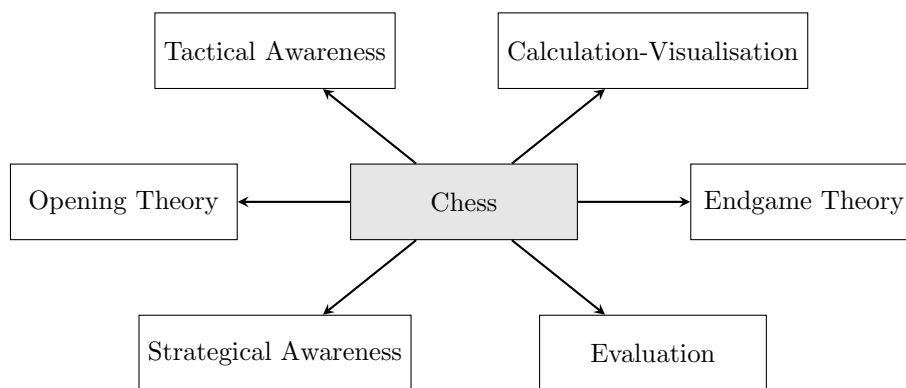 Tactical Awareness
Calculation-Visualisation
Opening Theory
Chess
Endgame Theory
Strategical Awareness
Evaluation